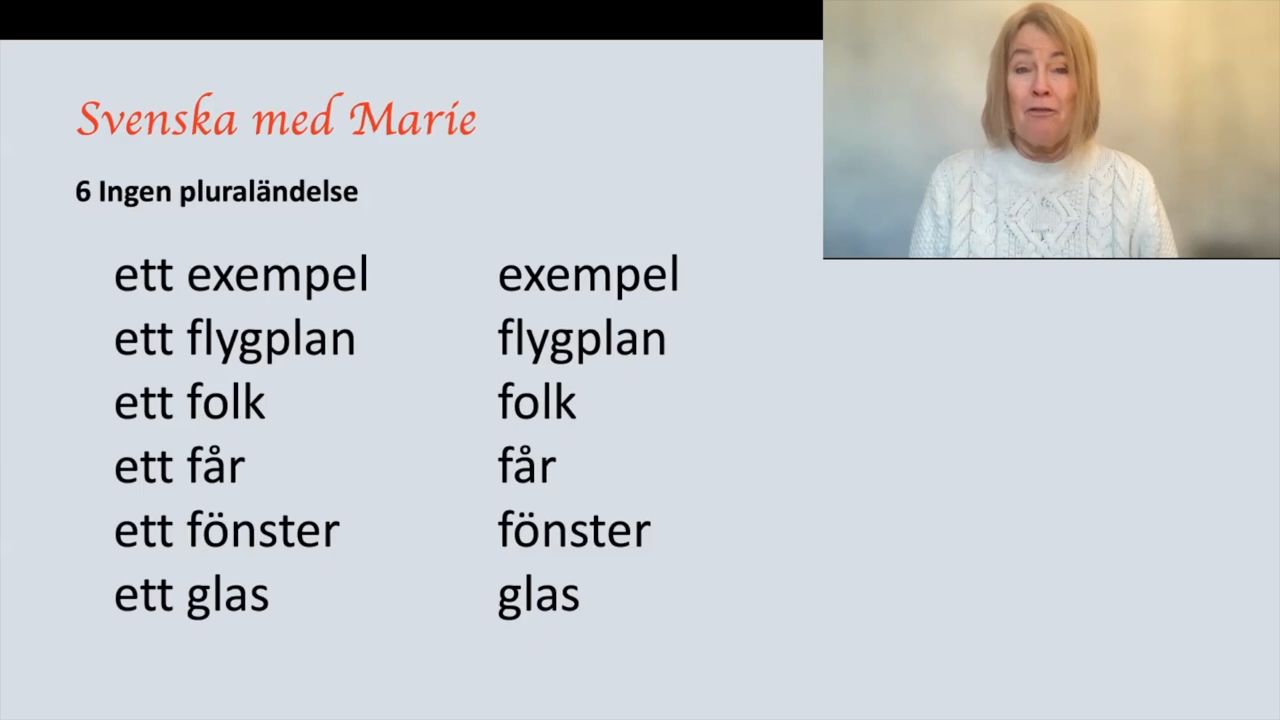 Svenska med Marie
6 Ingen pluraländelse
ett exempel exempel
ett flygplan flygplan
ett folk folk
ett får får
ett fönster fönster
ett glas glas